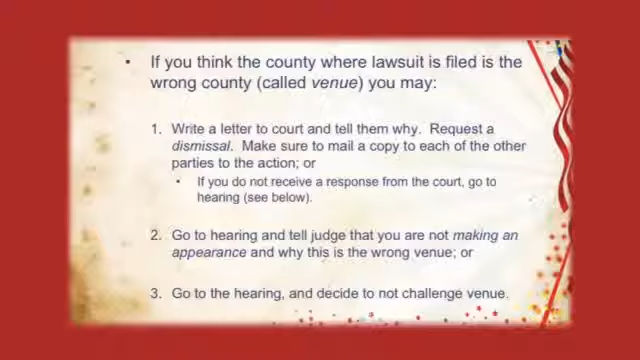 • If you think the county where lawsuit is filed is the
wrong county (called venue) you may:
1. Write a letter to court and tell them why. Request a
dismissal. Make sure to mail a copy to each of the other
parties to the action; or
• If you do not receive a response from the court, go to
hearing (see below).
2. Go to hearing and tell judge that you are not making an
appearance and why this is the wrong venue; or
3. Go to the hearing, and decide to not challenge venue.